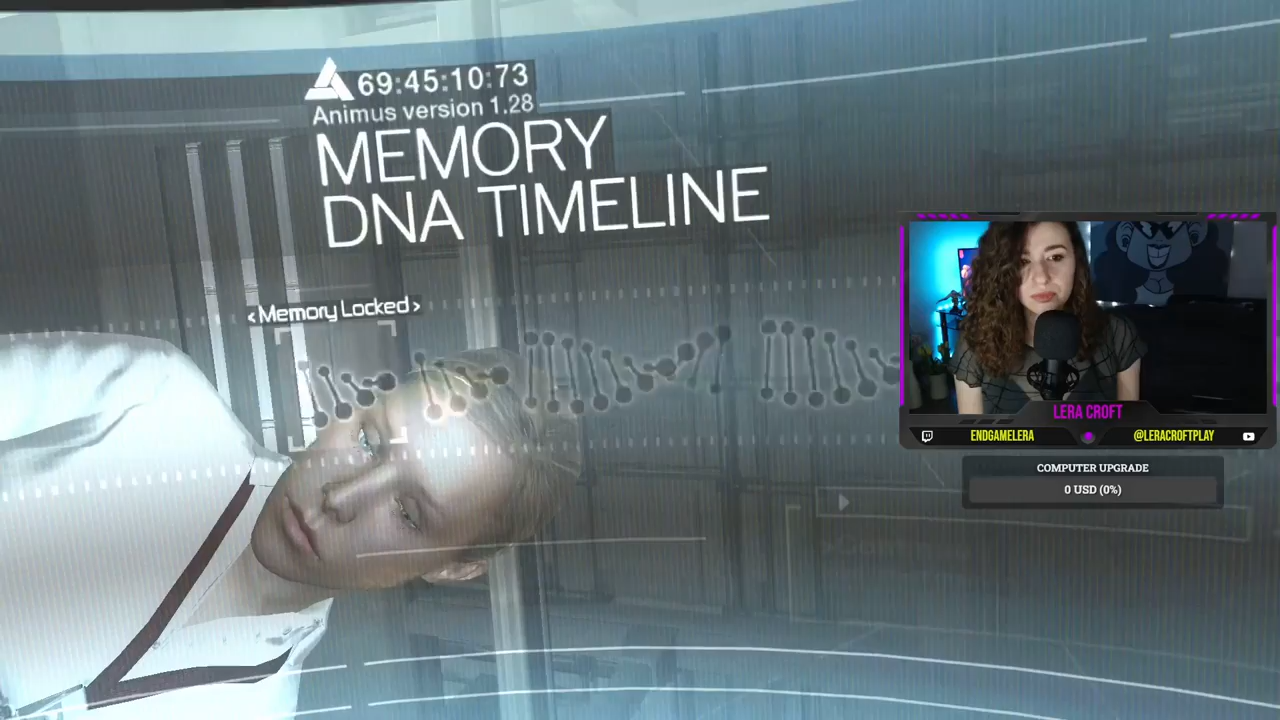 69:45:10:73
Animus version 1.28
MEMORY
DNA TIMELINE
< Memory Locked >
LERA CROFT
ENDGAMELERA
@LERACROFTPLAY
COMPUTER UPGRADE
0 USD (0%)